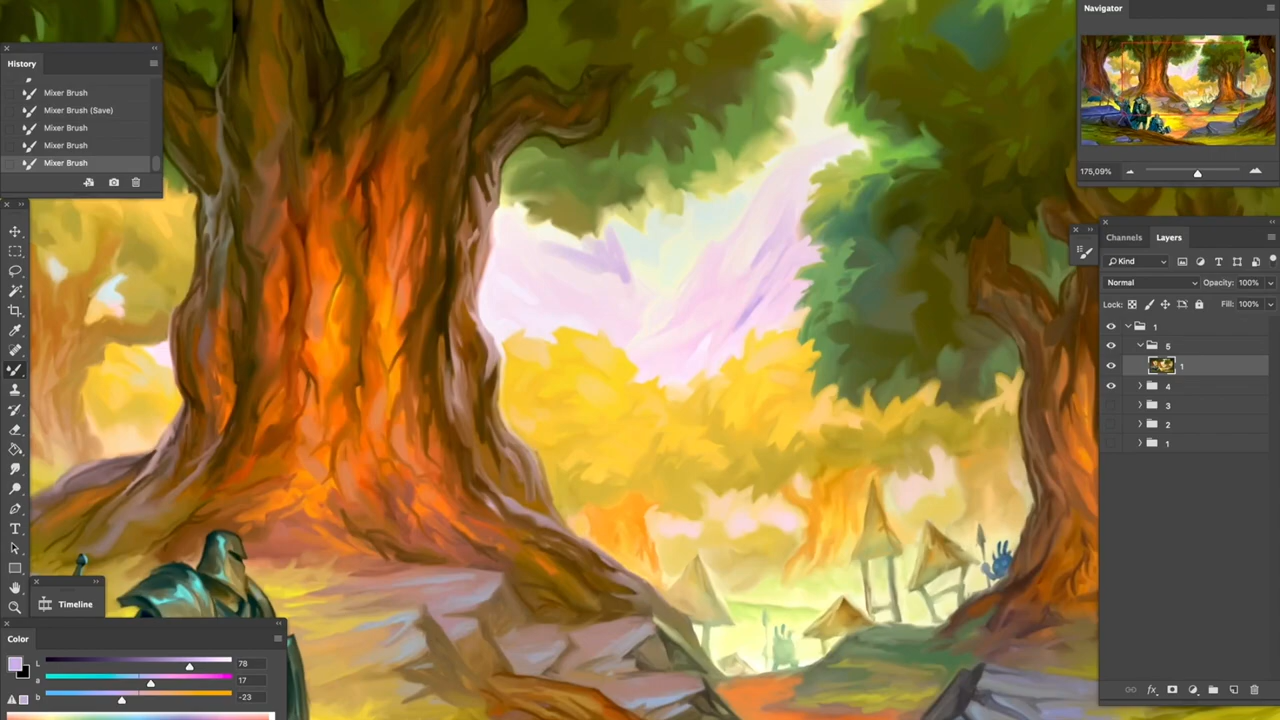 Navigator
History
Mixer Brush
Mixer Brush (Save)
Mixer Brush
Mixer Brush
Mixer Brush
175,09%
Channels
Layers
Kind
Normal
Opacity: 100%
Lock:
Fill: 100%
1
5
1
4
3
2
1
T
T
Timeline
Color
L
78
a
17
b
-23
fx